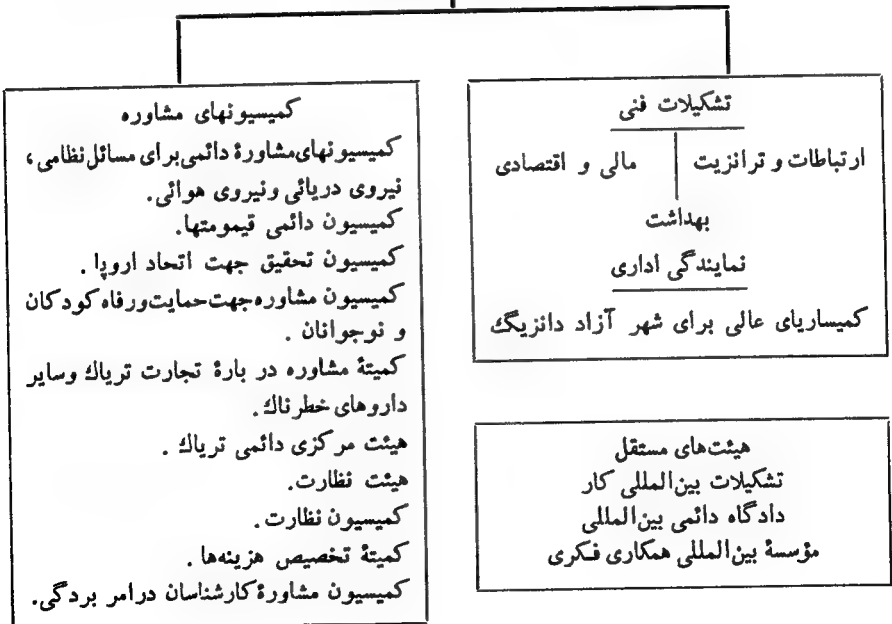 تشکیلات فنی
ارتباطات و ترانزیت
مالی و اقتصادی
بهداشت
نمایندگی اداری
کمیساریای عالی برای شهر آزاد دانزیگ
هیئت‌های مستقل
تشکیلات بین‌المللی کار
دادگاه دائمی بین‌المللی
مؤسسهٔ بین‌المللی همکاری فکری
کمیسیونهای مشاوره
کمیسیونهای مشاورهٔ دائمی برای مسائل نظامی،
نیروی دریائی و نیروی هوائی.
کمیسیون دائمی قیمومتها.
کمیسیون تحقیق جهت اتحاد اروپا .
کمیسیون مشاوره جهت حمایت و رفاه کودکان
و نوجوانان .
کمیتهٔ مشاوره در بارهٔ تجارت تریاك وسایر
داروهای خطرناك .
هیئت مرکزی دائمی تریاك .
هیئت نظارت.
کمیسیون نظارت .
کمیتهٔ تخصیص هزینه‌ها .
کمیسیون مشاورهٔ کارشناسان درامر بردگی.